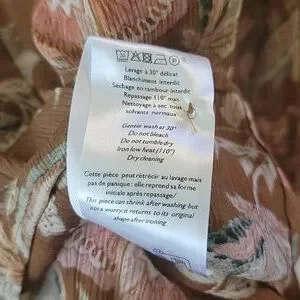 Lavage à 30° délicat
Blanchiment interdit
Sechage en tambour interdit
Repassage 110° max
Nettoyage à sec tous
solvants normaux
Gentle wash at 30°
Do not bleach
Do not tumble dry
Iron low heat (110°)
Dry cleaning
Cette pièce peut rétrécir au lavage mais
pas de panique : elle reprend sa forme
initiale après repassage/
This piece can shrink after washing but
not a worry:it returns to its original
shape after ironing